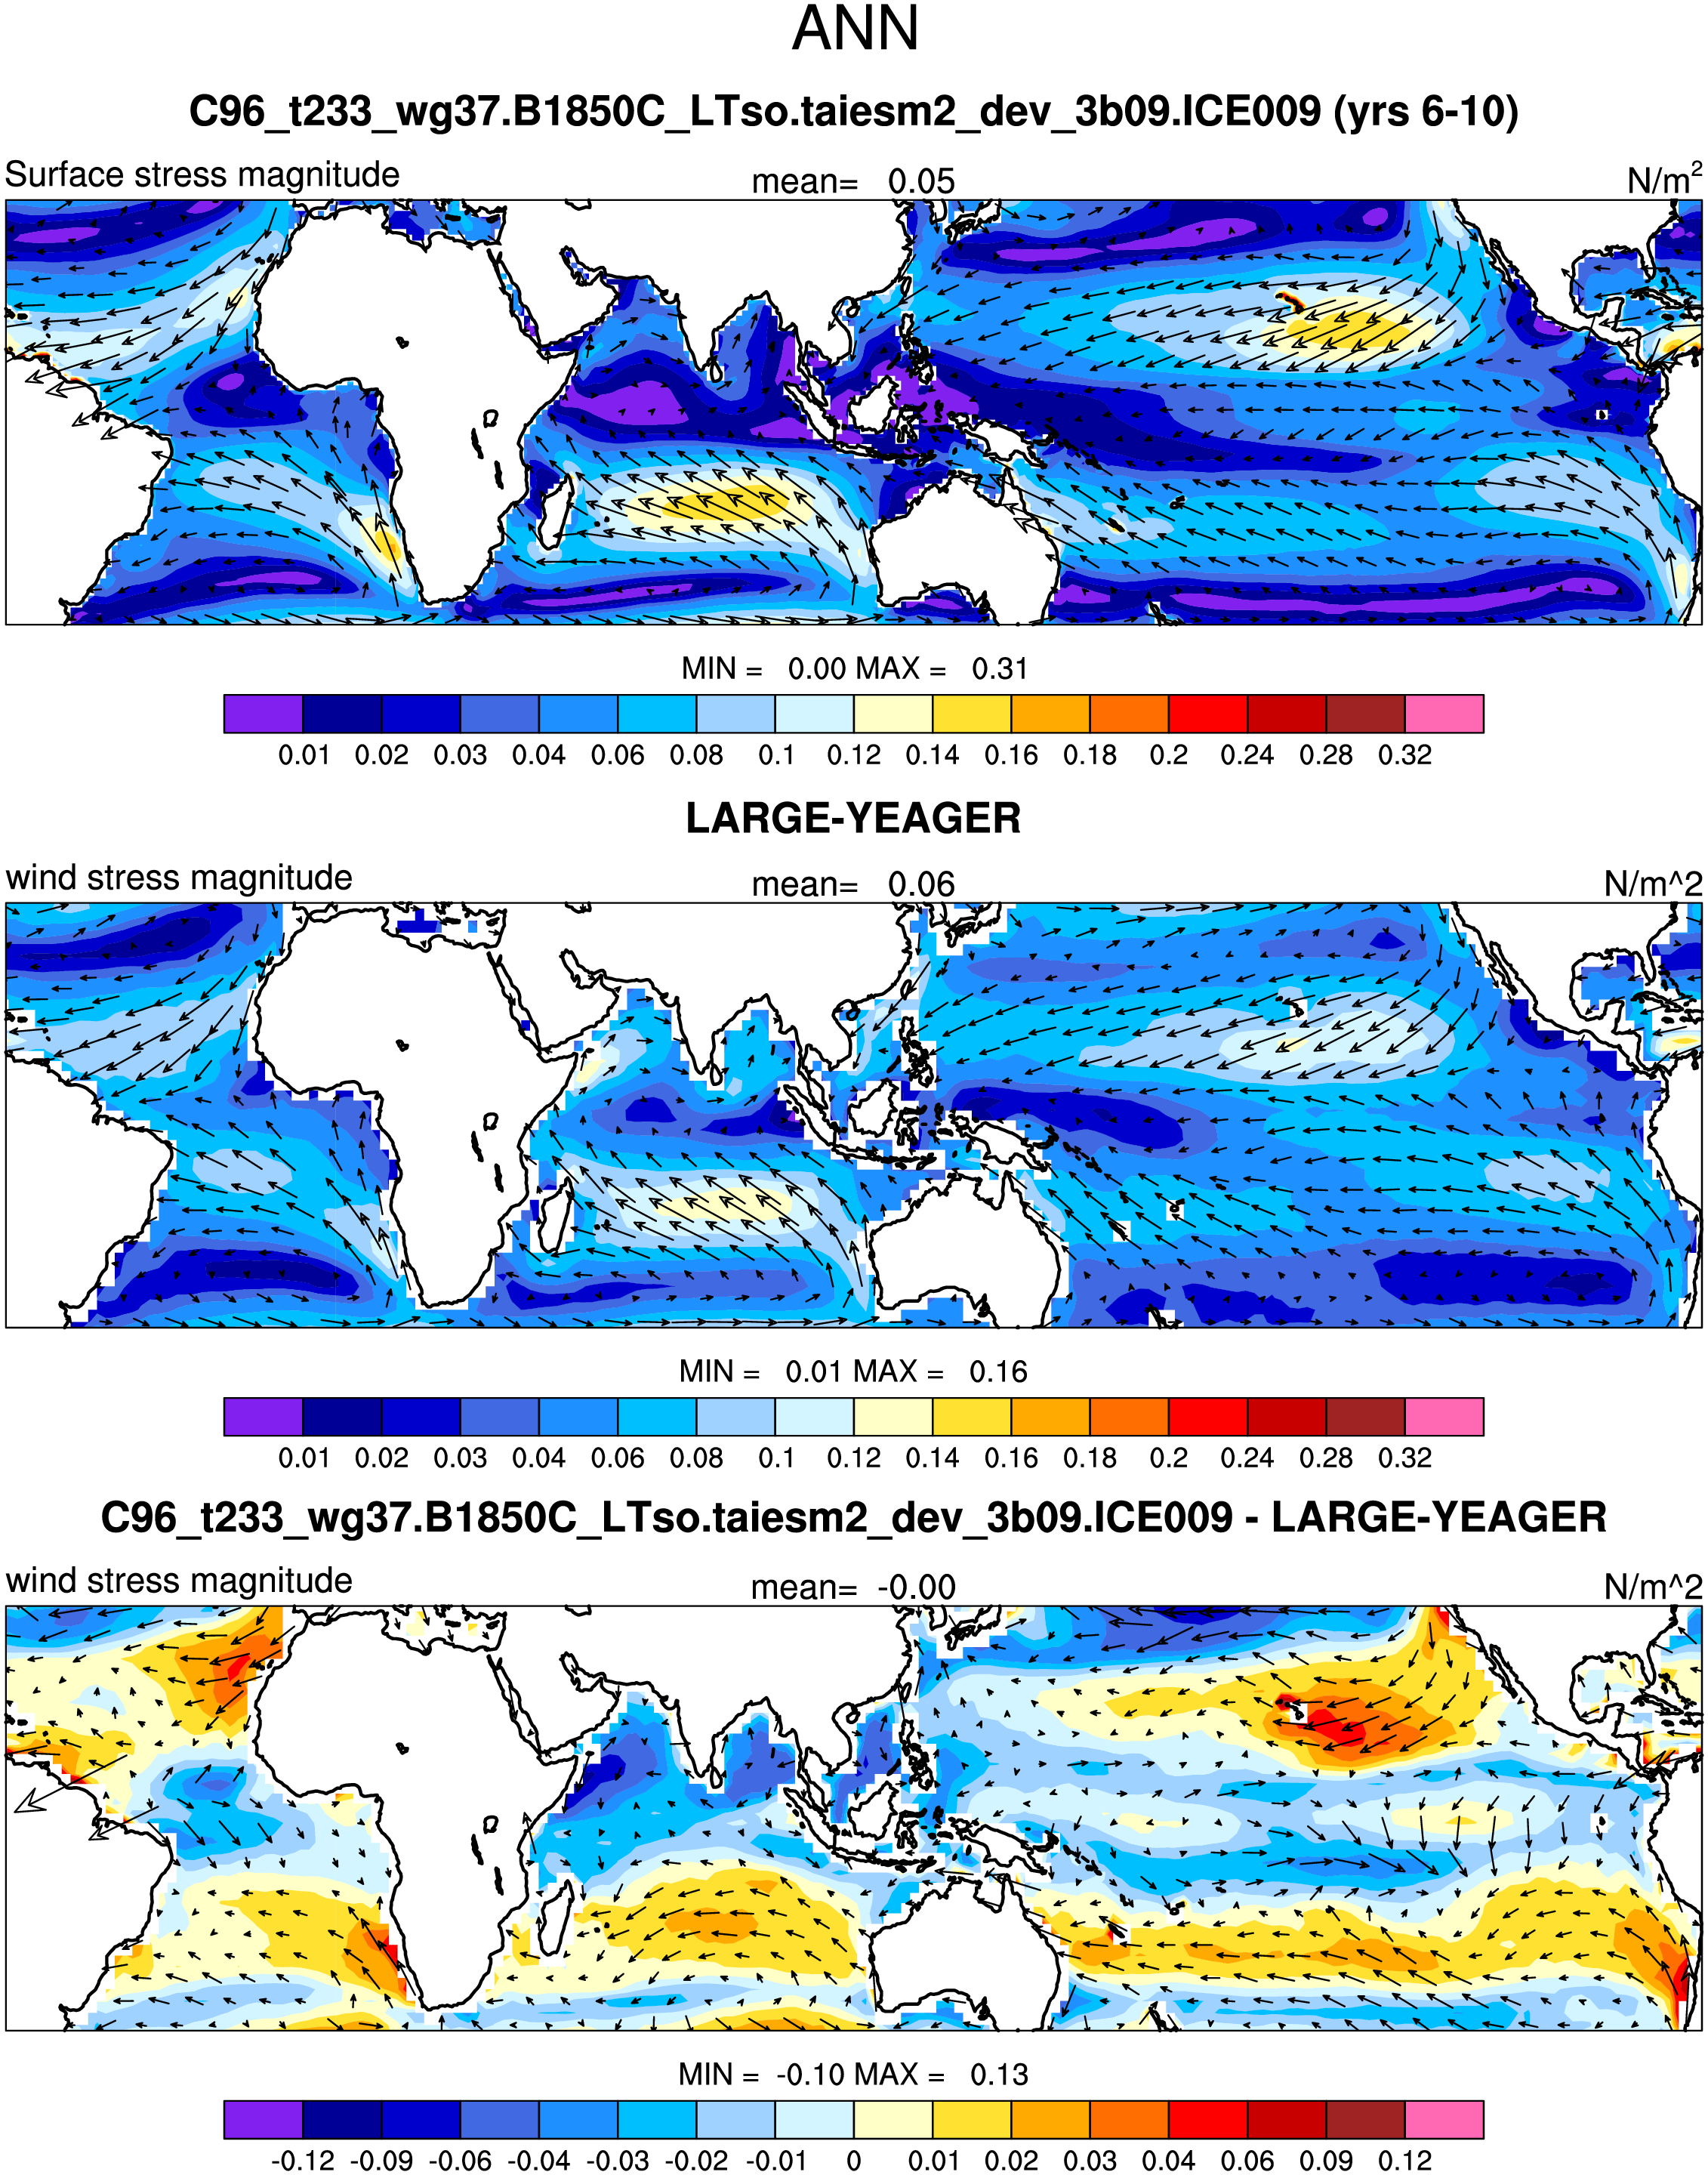 ANN
C96_t233_wg37.B1850C_LTso.taiesm2_dev_3b09.ICE009 (yrs 6-10)
Surface stress magnitude mean= 0.05 N/m2
MIN = 0.00 MAX = 0.31
0.01 0.02 0.03 0.04 0.06 0.08 0.1 0.12 0.14 0.16 0.18 0.2 0.24 0.28 0.32
LARGE-YEAGER
wind stress magnitude mean= 0.06 N/m^2
MIN = 0.01 MAX = 0.16
0.01 0.02 0.03 0.04 0.06 0.08 0.1 0.12 0.14 0.16 0.18 0.2 0.24 0.28 0.32
C96_t233_wg37.B1850C_LTso.taiesm2_dev_3b09.ICE009 - LARGE-YEAGER
wind stress magnitude mean= -0.00 N/m^2
MIN = -0.10 MAX = 0.13
-0.12 -0.09 -0.06 -0.04 -0.03 -0.02 -0.01 0 0.01 0.02 0.03 0.04 0.06 0.09 0.12